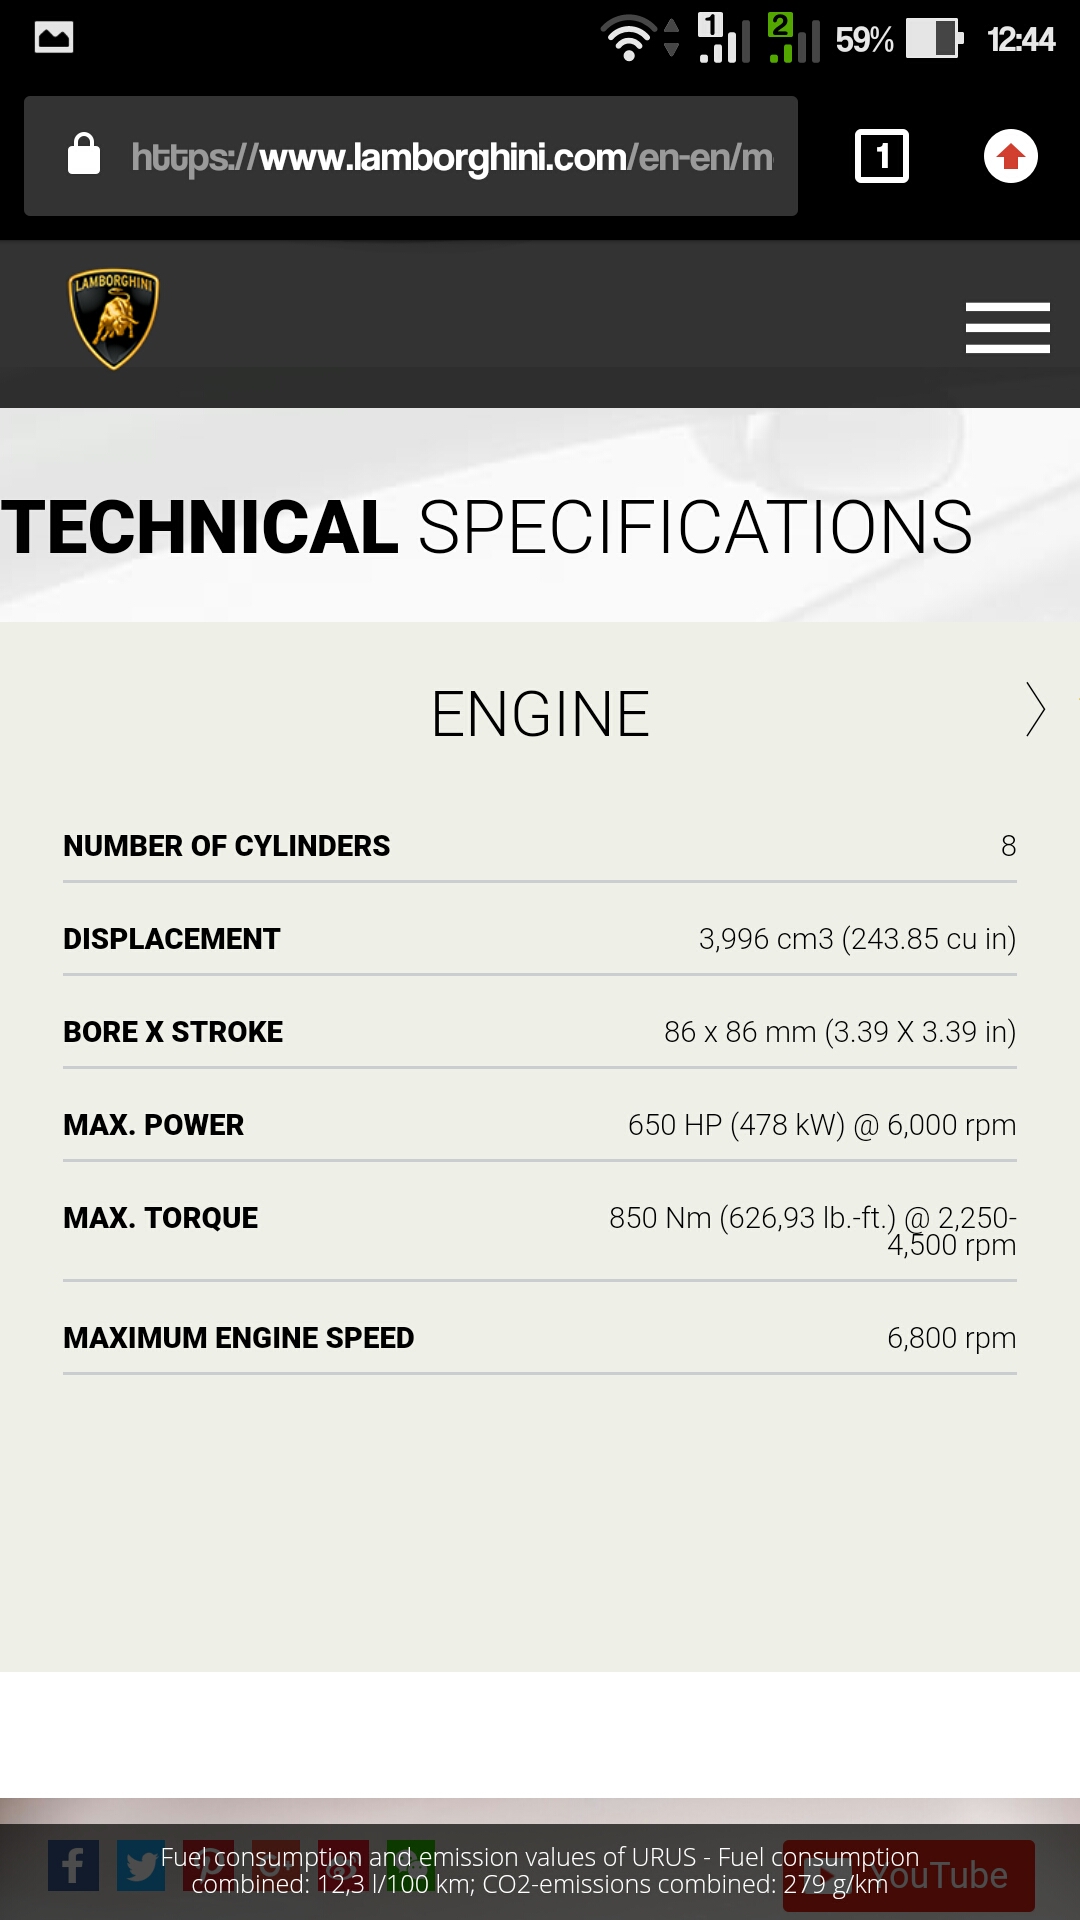 1
2
59%
12:44
https://www.lamborghini.com/en-en/m
1
LAMBORGHINI
TECHNICAL SPECIFICATIONS
ENGINE
NUMBER OF CYLINDERS 8
DISPLACEMENT 3,996 cm3 (243.85 cu in)
BORE X STROKE 86 x 86 mm (3.39 X 3.39 in)
MAX. POWER 650 HP (478 kW) @ 6,000 rpm
MAX. TORQUE 850 Nm (626,93 lb.-ft.) @ 2,250-
4,500 rpm
MAXIMUM ENGINE SPEED 6,800 rpm
Fuel consumption and emission values of URUS - Fuel consumption
combined: 12,3 l/100 km; CO2-emissions combined: 279 g/km
YouTube